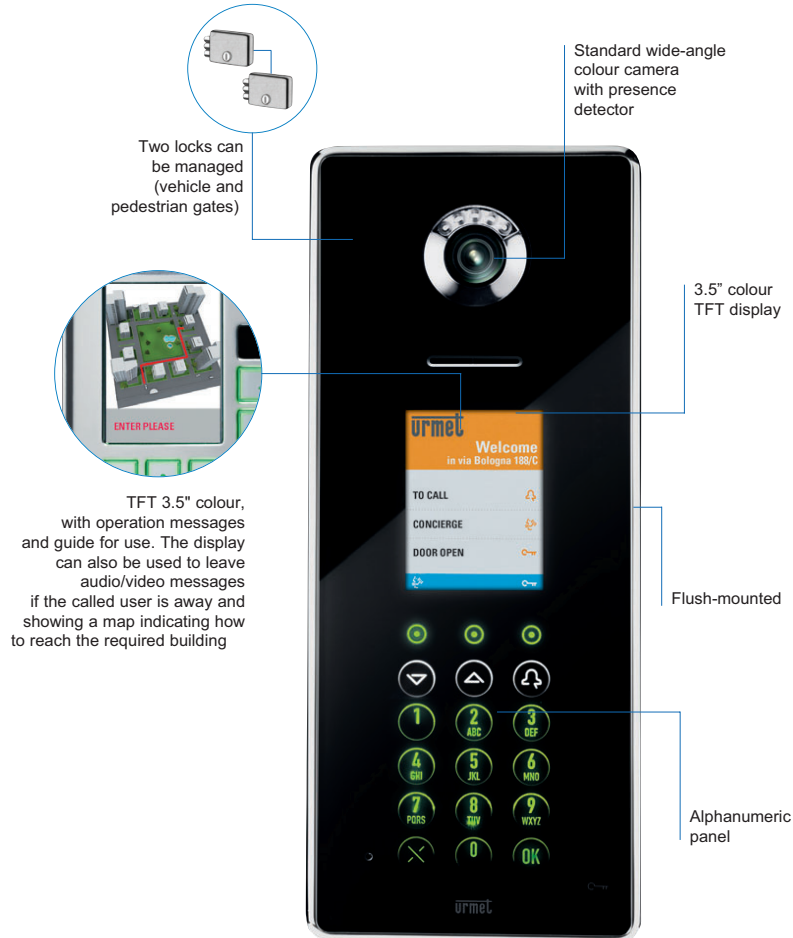 Standard wide-angle
colour camera
with presence
detector
Two locks can
be managed
(vehicle and
pedestrian gates)
3.5” colour
TFT display
ENTER PLEASE
urmet
Welcome
in via Bologna 188/C
TO CALL
CONCIERGE
DOOR OPEN
TFT 3.5" colour,
with operation messages
and guide for use. The display
can also be used to leave
audio/video messages
if the called user is away and
showing a map indicating how
to reach the required building
Flush-mounted
1
2
ABC
3
DEF
4
GHI
5
JKL
6
MNO
7
PQRS
8
TUV
9
WXYZ
0
OK
Alphanumeric
panel
urmet